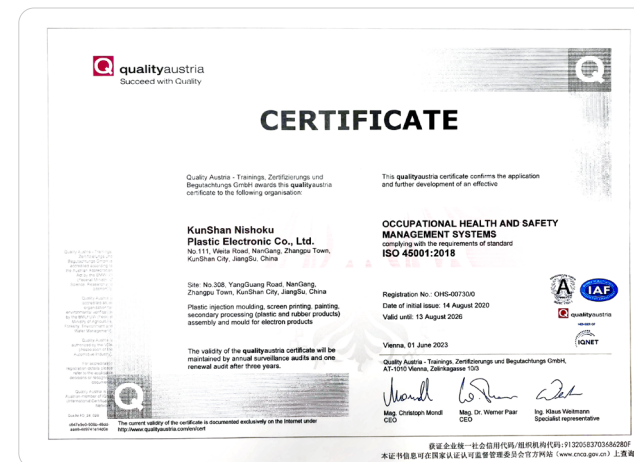 qualityaustria
Succeed with Quality
CERTIFICATE
Quality Austria - Trainings, Zertifizierungs und
Begutachtungs GmbH awards this qualityaustria
certificate to the following organisation:
This qualityaustria certificate confirms the application
and further development of an effective
KunShan Nishoku
Plastic Electronic Co., Ltd.
No.111, Weita Road, NanGang, Zhangpu Town,
KunShan City, JiangSu. China
OCCUPATIONAL HEALTH AND SAFETY
MANAGEMENT SYSTEMS
complying with the requirements of standard
ISO 45001:2018
Site: No.308, YangGuang Road, NanGang,
Zhangpu Town, KunShan City, JiangSu, China
Plastic injection moulding, screen printing, painting,
secondary processing (plastic and rubber products)
assembly and mould for electron products
Registration No.: OHS-00730/0
Date of initial issue: 14 August 2020
Valid until: 13 August 2026
IAF
qualityaustria
IQNET
Vienna, 01 June 2023
The validity of the qualityaustria certificate will be
maintained by annual surveillance audits and one
renewal audit after three years.
Quality Austria - Trainings, Zertifizierungs und Begutachtungs GmbH,
AT-1010 Vienna, Zelinkagasse 10/3
Mag. Christoph Mondl
CEO
Mag. Dr. Werner Paar
CEO
Ing. Klaus Weitmann
Specialist representative
The current validity of the certificate is documented exclusively on the Internet under
http://www.qualityaustria.com/en/cert
获证企业统一社会信用代码/组织机构代码:91320583703686280F
本证书信息可在国家认证认可监督管理委员会官方网站(www.cnca.gov.cn)上查询